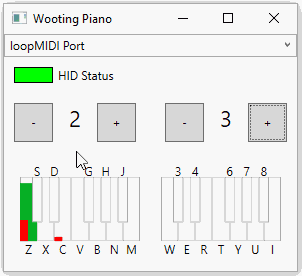 Wooting Piano
loopMIDI Port
HID Status
- 2 + - 3 +
S D G H J 3 4 6 7 8
Z X C V B N M W E R T Y U I